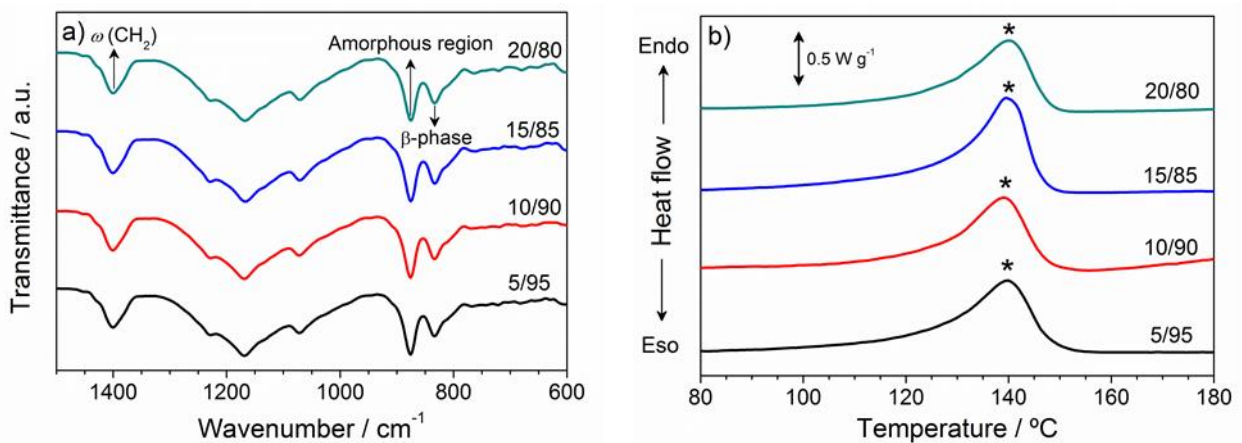 a)
ω (CH₂)
Amorphous region
20/80
β-phase
15/85
10/90
5/95
Transmittance / a.u.
1400
1200
1000
800
600
Wavenumber / cm⁻¹
b)
Endo
0.5 W g⁻¹
*
20/80
*
15/85
Heat flow
*
10/90
*
Eso
5/95
80
100
120
140
160
180
Temperature / ºC